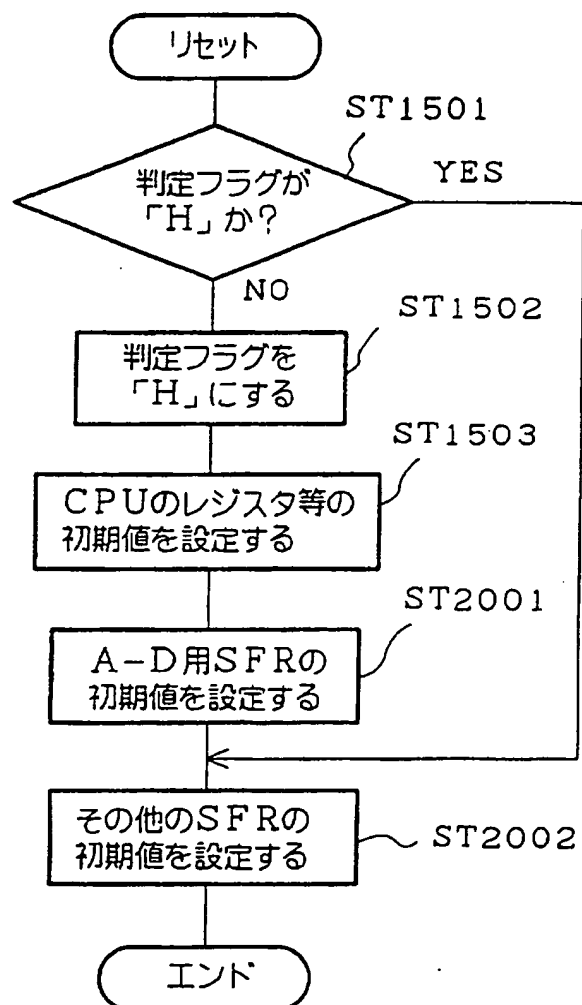 リセット
ST1501
判定フラグが
「H」か?
YES
NO
ST1502
判定フラグを
「H」にする
ST1503
CPUのレジスタ等の
初期値を設定する
ST2001
A-D用SFRの
初期値を設定する
その他のSFRの
初期値を設定する
ST2002
エンド